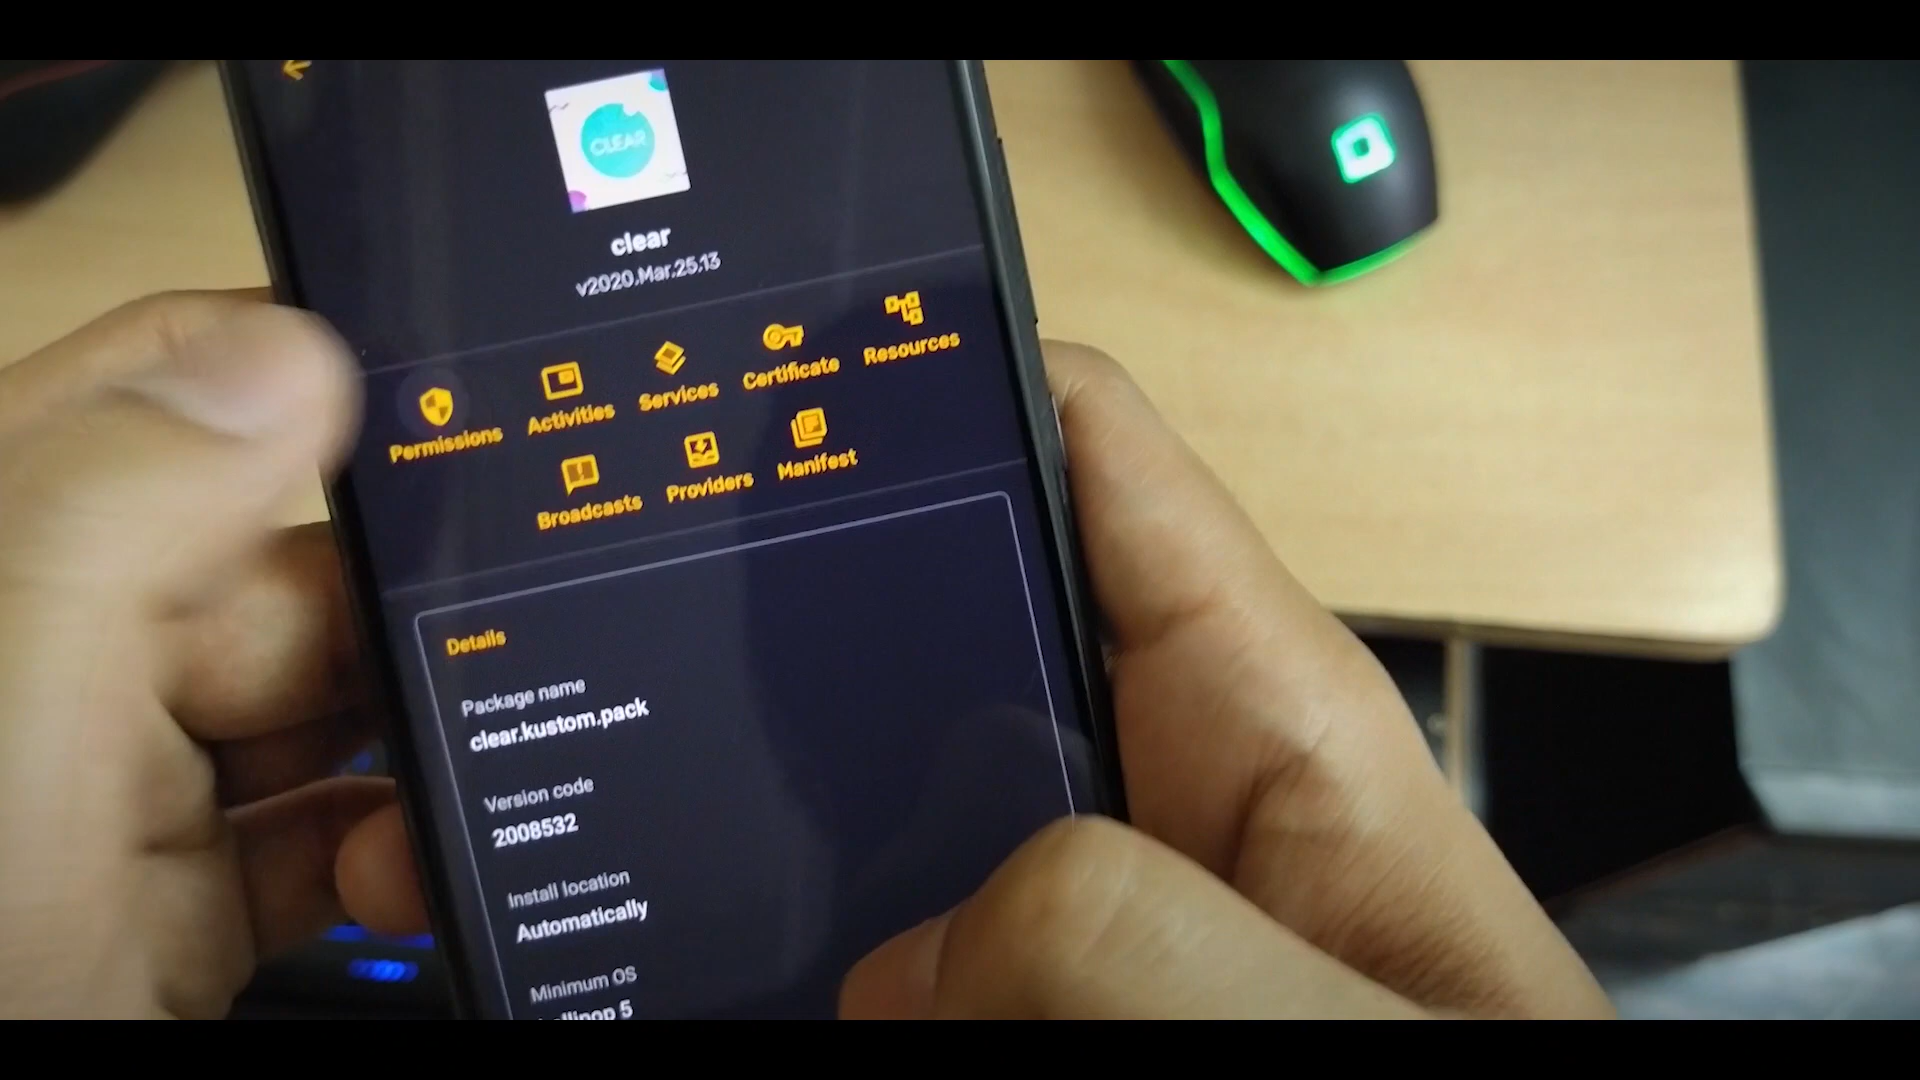 CLEAR
clear
v2020.Mar.25.13
Permissions
Activities
Services
Certificate
Resources
Broadcasts
Providers
Manifest
Details
Package name
clear.kustom.pack
Version code
2008532
Install location
Automatically
Minimum OS
5